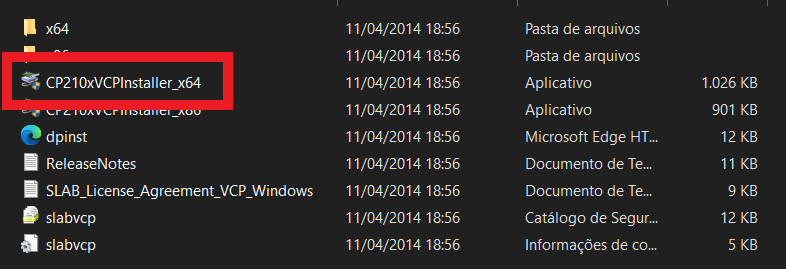 x64 11/04/2014 18:56 Pasta de arquivos
11/04/2014 18:56 Pasta de arquivos
CP210xVCPInstaller_x64 11/04/2014 18:56 Aplicativo 1.026 KB
CP210xVCPInstaller_x86 11/04/2014 18:56 Aplicativo 901 KB
dpinst 11/04/2014 18:56 Microsoft Edge HT... 12 KB
ReleaseNotes 11/04/2014 18:56 Documento de Te... 10 KB
SLAB_License_Agreement_VCP_Windows 11/04/2014 18:56 Documento de Te... 9 KB
slabvcp 11/04/2014 18:56 Catálogo de Segur... 12 KB
slabvcp 11/04/2014 18:56 Informações de co... 5 KB